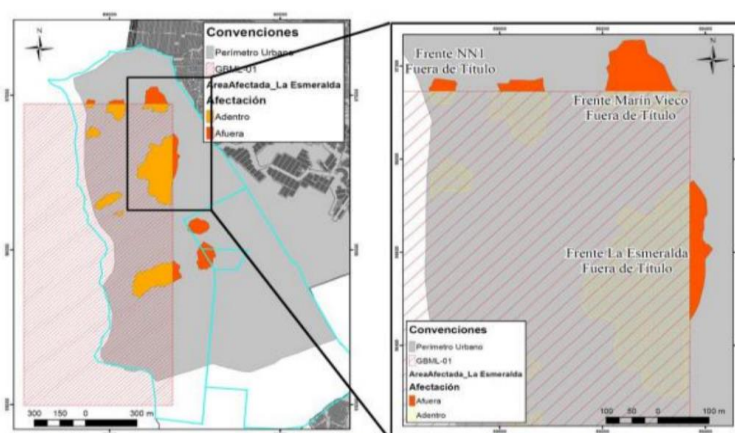 N
Convenciones
Perímetro Urbano
GBML-01
AreaAfectada_La Esmeralda
Afectación
Adentro
Afuera
300 150 0 300 m
Frente NN1
Fuera de Título
N
Frente Marín Vieco
Fuera de Título
Frente La Esmeralda
Fuera de Título
Convenciones
Perímetro Urbano
GBML-01
AreaAfectada_La Esmeralda
Afectación
Afuera
Adentro
100 50 0 100 m